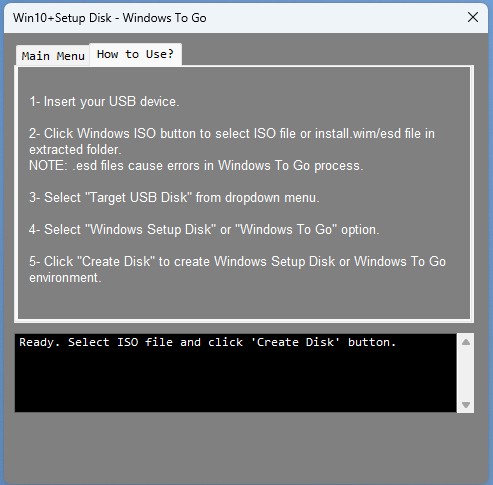 Win10+Setup Disk - Windows To Go
Main Menu
How to Use?
1- Insert your USB device.
2- Click Windows ISO button to select ISO file or install.wim/esd file in
extracted folder.
NOTE: .esd files cause errors in Windows To Go process.
3- Select "Target USB Disk" from dropdown menu.
4- Select "Windows Setup Disk" or "Windows To Go" option.
5- Click "Create Disk" to create Windows Setup Disk or Windows To Go
environment.
Ready. Select ISO file and click 'Create Disk' button.